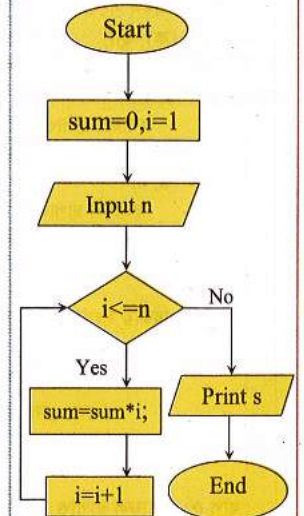 Start
sum=0,i=1
Input n
i<=n
No
Yes
sum=sum*i;
Print s
i=i+1
End